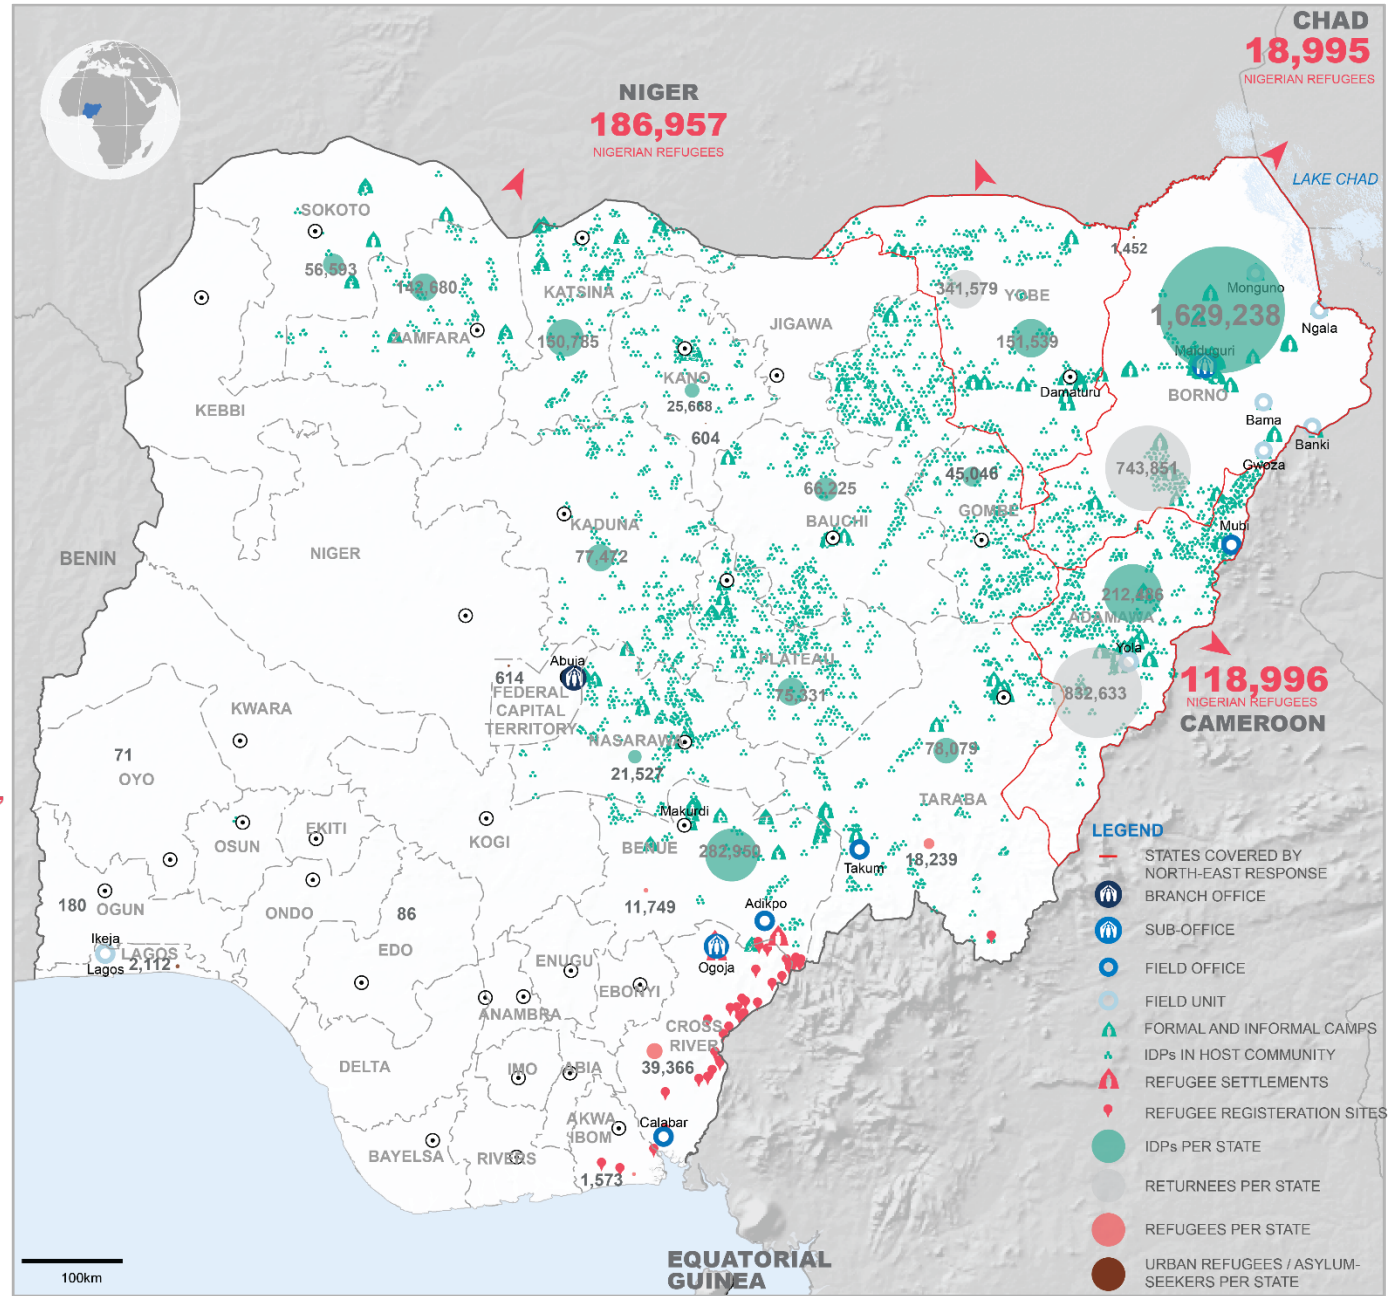 CHAD
18,995
NIGERIAN REFUGEES
NIGER
186,957
NIGERIAN REFUGEES
LAKE CHAD
SOKOTO
56,593
142,680
ZAMFARA
KATSINA
150,785
KANO
25,668
604
JIGAWA
341,579
YOBE
151,539
Damaturu
1,452
Monguno
1,629,238
Ngala
Maiduguri
BORNO
Bama
Banki
Gwoza
743,851
KEBBI
66,225
BAUCHI
45,046
GOMBE
Mubi
KADUNA
77,472
NIGER
BENIN
212,486
ADAMAWA
Yola
832,633
118,996
NIGERIAN REFUGEES
CAMEROON
Abuja
614
FEDERAL
CAPITAL
TERRITORY
PLATEAU
75,331
NASARAWA
21,527
78,079
TARABA
KWARA
71
OYO
OSUN
EKITI
KOGI
Makurdi
BENUE
282,950
Takum
18,239
180
OGUN
ONDO
86
EDO
11,749
Adikpo
Ikeja
LAGOS
Lagos
2,112
ENUGU
EBONYI
Ogoja
ANAMBRA
CROSS
RIVER
39,366
DELTA
IMO
ABIA
AKWA
IBOM
Calabar
BAYELSA
RIVERS
1,573
EQUATORIAL
GUINEA
100km
LEGEND
STATES COVERED BY
NORTH-EAST RESPONSE
BRANCH OFFICE
SUB-OFFICE
FIELD OFFICE
FIELD UNIT
FORMAL AND INFORMAL CAMPS
IDPs IN HOST COMMUNITY
REFUGEE SETTLEMENTS
REFUGEE REGISTERATION SITES
IDPs PER STATE
RETURNEES PER STATE
REFUGEES PER STATE
URBAN REFUGEES / ASYLUM-
SEEKERS PER STATE